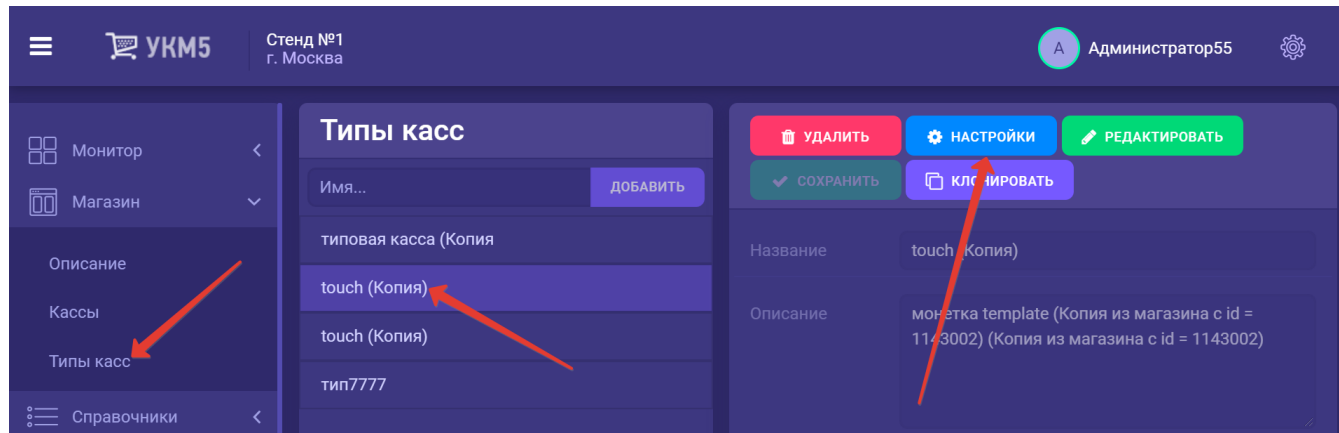 УКМ5
Стенд №1
г. Москва
А
Администратор55
Монитор
Магазин
Описание
Кассы
Типы касс
Справочники
Типы касс
Имя...
ДОБАВИТЬ
типовая касса (Копия
touch (Копия)
touch (Копия)
тип7777
УДАЛИТЬ
НАСТРОЙКИ
РЕДАКТИРОВАТЬ
СОХРАНИТЬ
КЛОНИРОВАТЬ
Название
touch (Копия)
Описание
монетка template (Копия из магазина с id =
1143002) (Копия из магазина с id = 1143002)